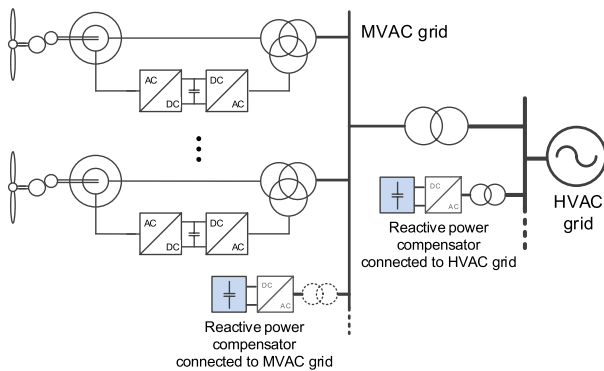 MVAC grid
AC
DC
DC
AC
AC
DC
DC
AC
DC
AC
HVAC
grid
Reactive power
compensator
connected to HVAC grid
DC
AC
Reactive power
compensator
connected to MVAC grid